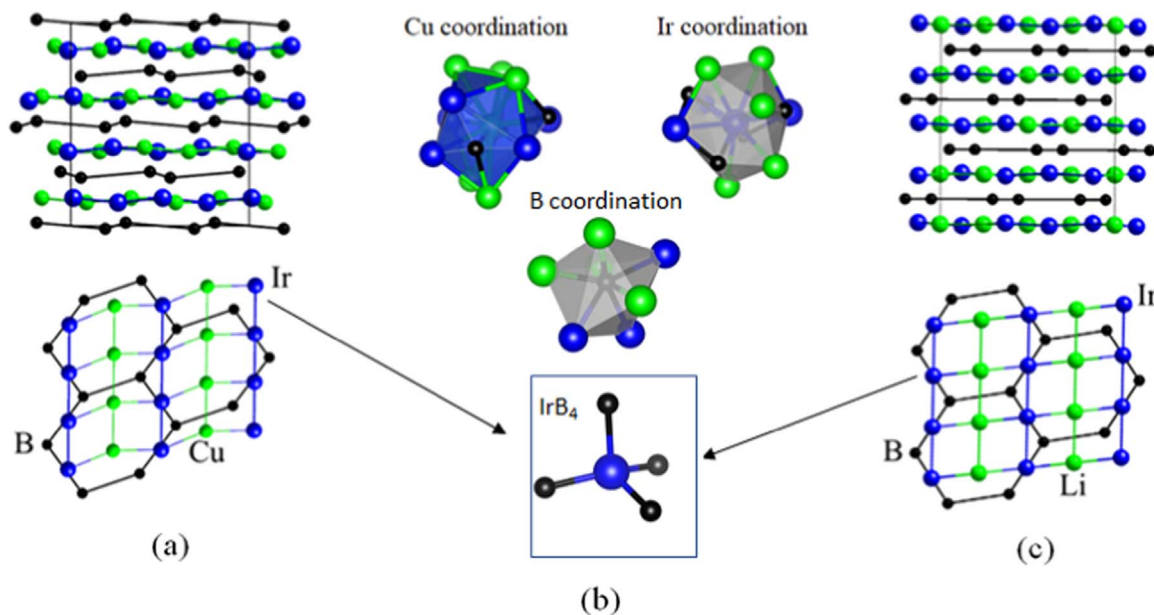 Cu coordination
Ir coordination
B coordination
Ir
B
Cu
(a)
IrB₄
(b)
Ir
B
Li
(c)